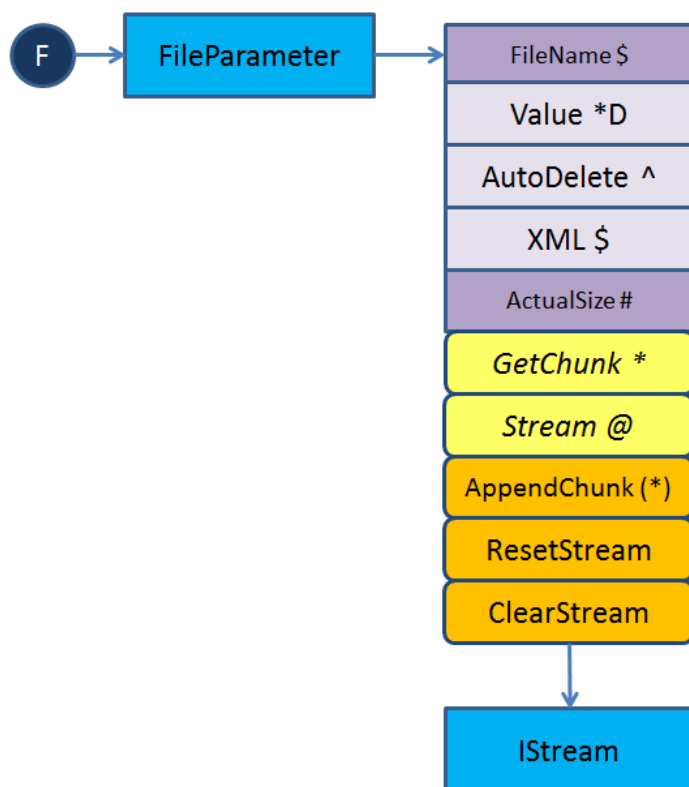 F
FileParameter
FileName $
Value *D
AutoDelete ^
XML $
ActualSize #
GetChunk *
Stream @
AppendChunk (*)
ResetStream
ClearStream
IStream